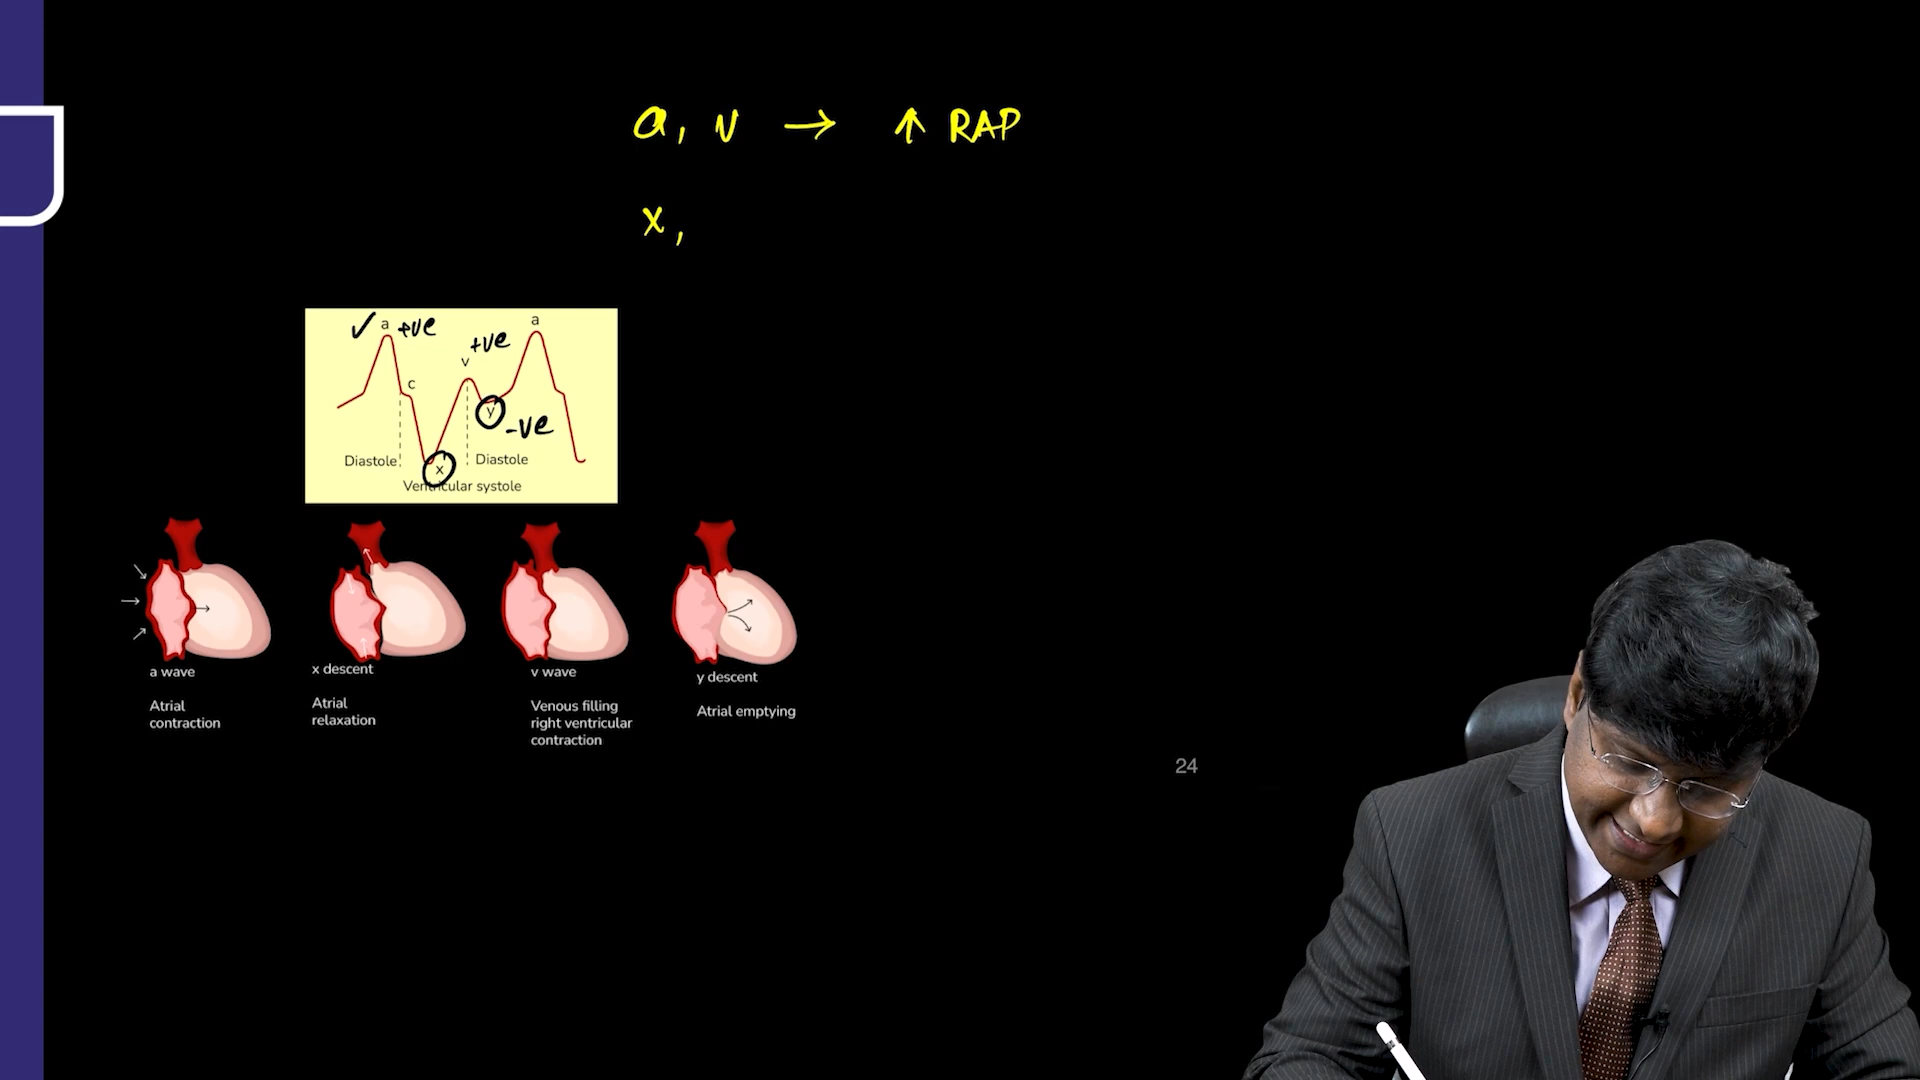 a, v → ↑ RAP
x,
✓ a +ve
a
+ve
v
c
y
-ve
Diastole
Diastole
x
Ventricular systole
a wave
Atrial
contraction
x descent
Atrial
relaxation
v wave
Venous filling
right ventricular
contraction
y descent
Atrial emptying
24